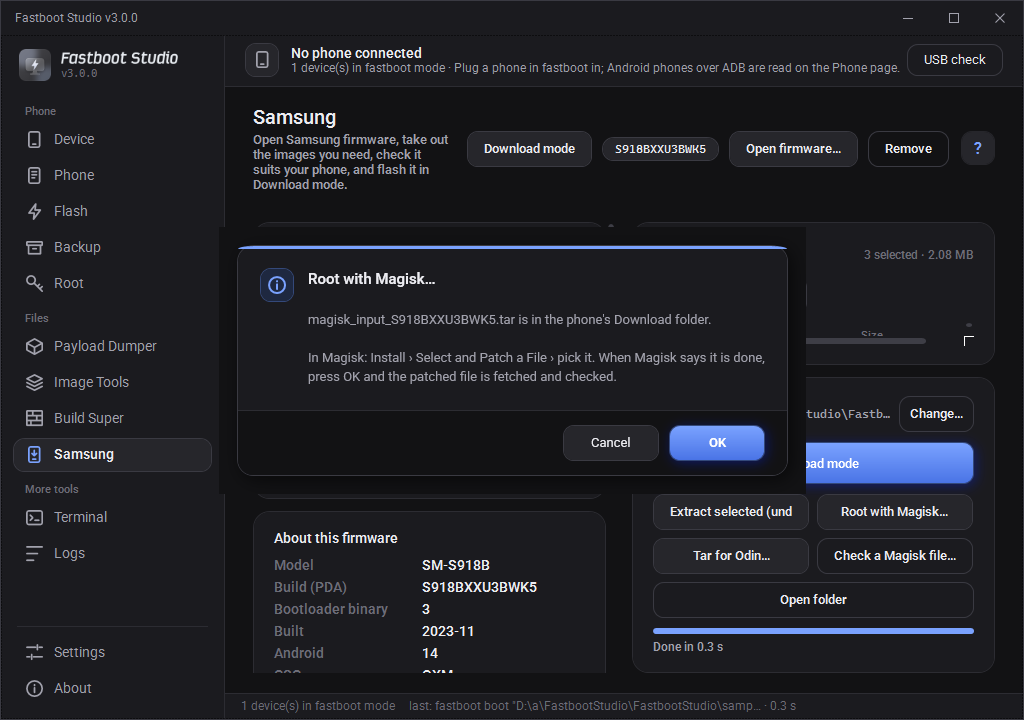 Fastboot Studio v3.0.0
Fastboot Studio
v3.0.0
No phone connected
1 device(s) in fastboot mode · Plug a phone in fastboot in; Android phones over ADB are read on the Phone page.
USB check
Phone
Device
Phone
Flash
Backup
Root
Files
Payload Dumper
Image Tools
Build Super
Samsung
More tools
Terminal
Logs
Settings
About
Samsung
Open Samsung firmware, take out
the images you need, check it
suits your phone, and flash it in
Download mode.
Download mode
S918BXXU3BWK5
Open firmware…
Remove
?
3 selected · 2.08 MB
Size
Root with Magisk…
magisk_input_S918BXXU3BWK5.tar is in the phone's Download folder.
In Magisk: Install › Select and Patch a File › pick it. When Magisk says it is done,
press OK and the patched file is fetched and checked.
Cancel
OK
tudio\Fastb…
Change…
oad mode
Extract selected (und
Root with Magisk…
Tar for Odin…
Check a Magisk file…
Open folder
Done in 0.3 s
About this firmware
Model SM-S918B
Build (PDA) S918BXXU3BWK5
Bootloader binary 3
Built 2023-11
Android 14
1 device(s) in fastboot mode last: fastboot boot "D:\a\FastbootStudio\FastbootStudio\samp… · 0.3 s